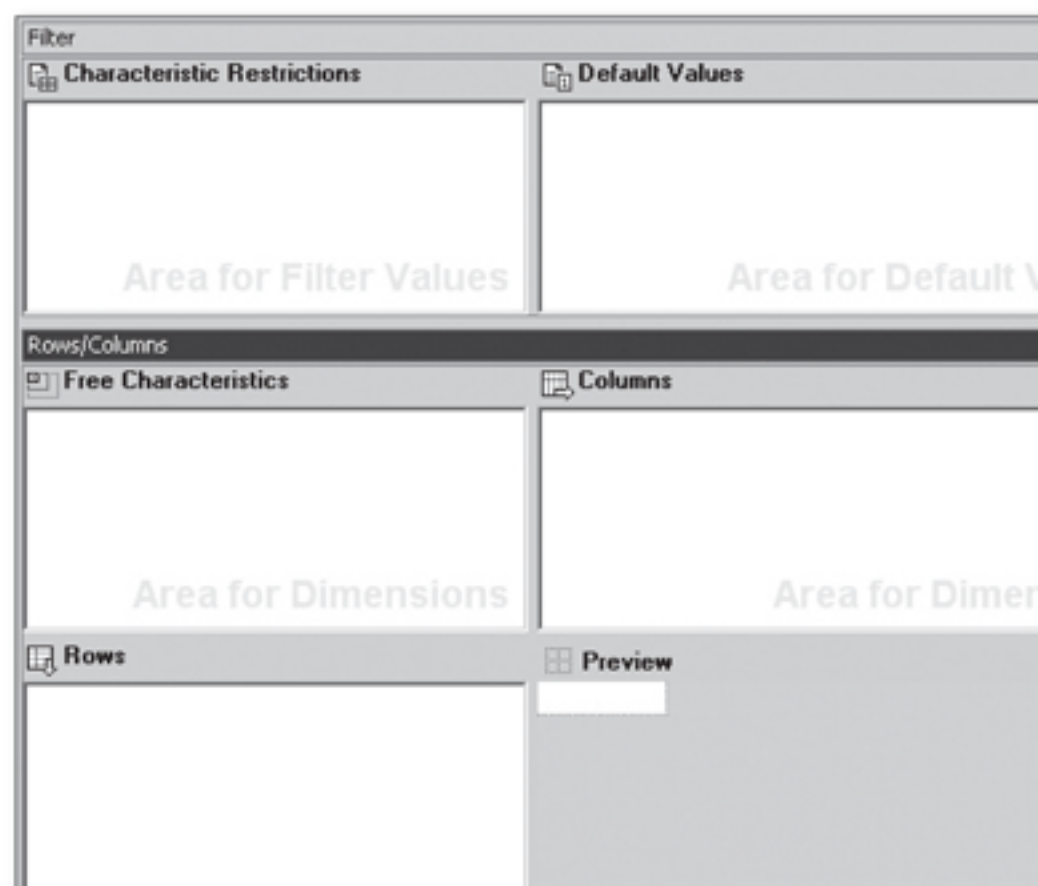 Filter
Characteristic Restrictions
Default Values
Area for Filter Values
Area for Default
Rows/Columns
Free Characteristics
Columns
Area for Dimensions
Area for
Rows
Preview